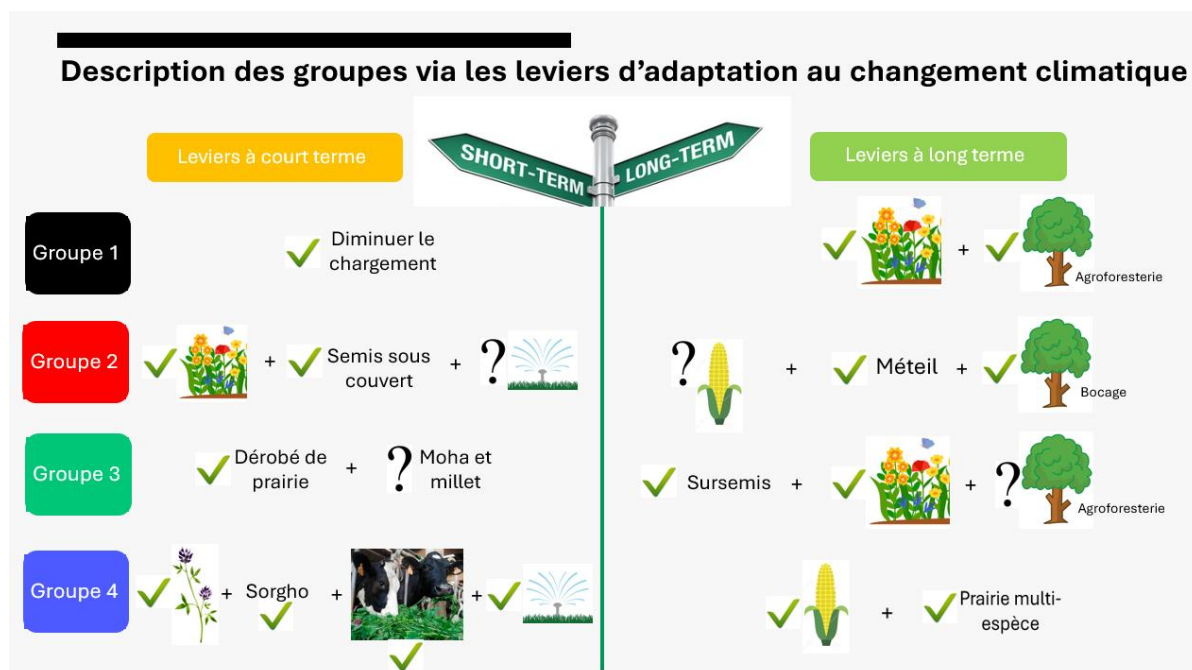 Description des groupes via les leviers d’adaptation au changement climatique
Leviers à court terme
SHORT-TERM
LONG-TERM
Leviers à long terme
Groupe 1
Diminuer le
chargement
+
Agroforesterie
Groupe 2
+
Semis sous
couvert
+
?
?
+
Méteil
+
Bocage
Groupe 3
Dérobé de
prairie
+
?
Moha et
millet
Sursemis
+
+
?
Agroforesterie
Groupe 4
+
Sorgho
+
+
+
Prairie multi-
espèce